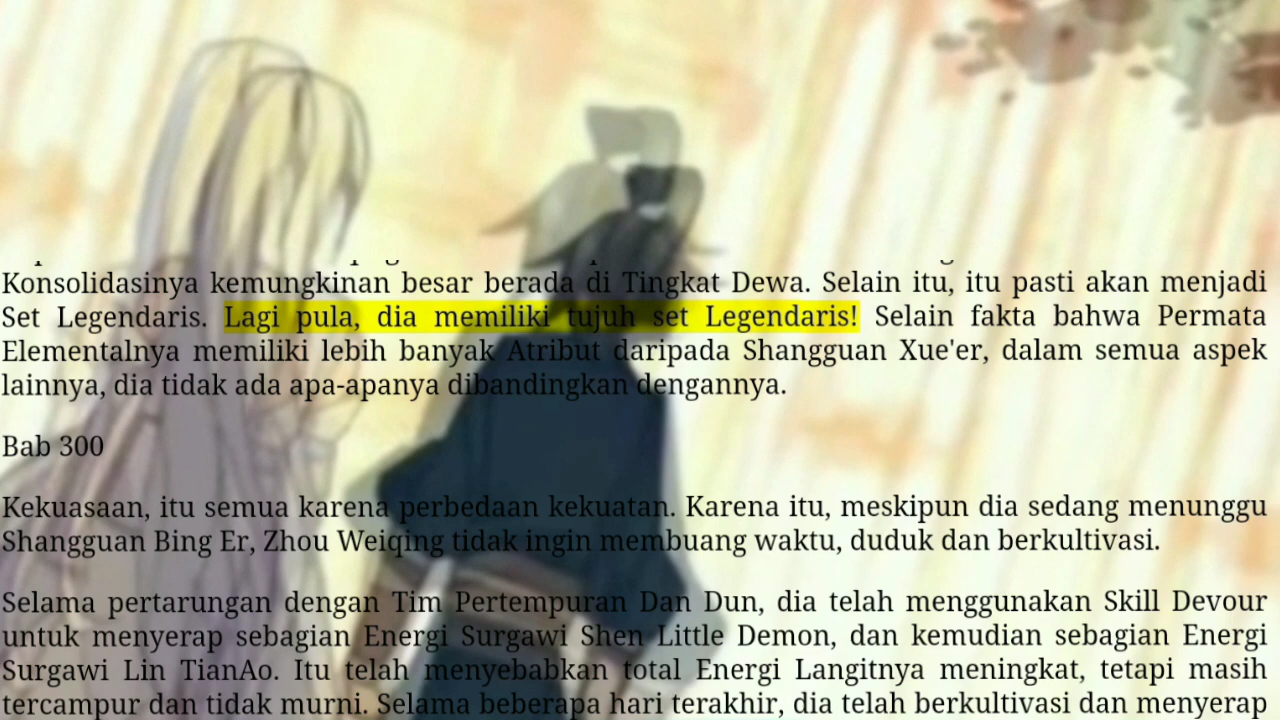 Konsolidasinya kemungkinan besar berada di Tingkat Dewa. Selain itu, itu pasti akan menjadi
Set Legendaris. Lagi pula, dia memiliki tujuh set Legendaris! Selain fakta bahwa Permata
Elementalnya memiliki lebih banyak Atribut daripada Shangguan Xue'er, dalam semua aspek
lainnya, dia tidak ada apa-apanya dibandingkan dengannya.
Bab 300
Kekuasaan, itu semua karena perbedaan kekuatan. Karena itu, meskipun dia sedang menunggu
Shangguan Bing Er, Zhou Weiqing tidak ingin membuang waktu, duduk dan berkultivasi.
Selama pertarungan dengan Tim Pertempuran Dan Dun, dia telah menggunakan Skill Devour
untuk menyerap sebagian Energi Surgawi Shen Little Demon, dan kemudian sebagian Energi
Surgawi Lin TianAo. Itu telah menyebabkan total Energi Langitnya meningkat, tetapi masih
tercampur dan tidak murni. Selama beberapa hari terakhir, dia telah berkultivasi dan menyerap